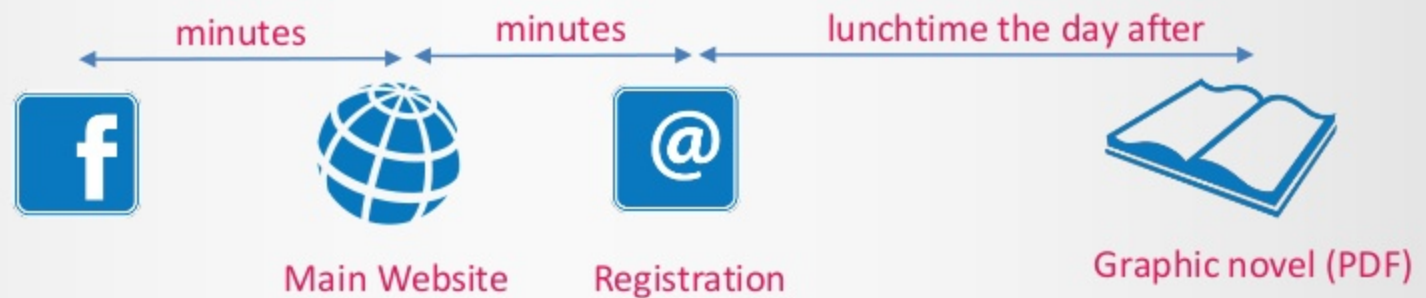 minutes
minutes
lunchtime the day after
f
@
Main Website
Registration
Graphic novel (PDF)